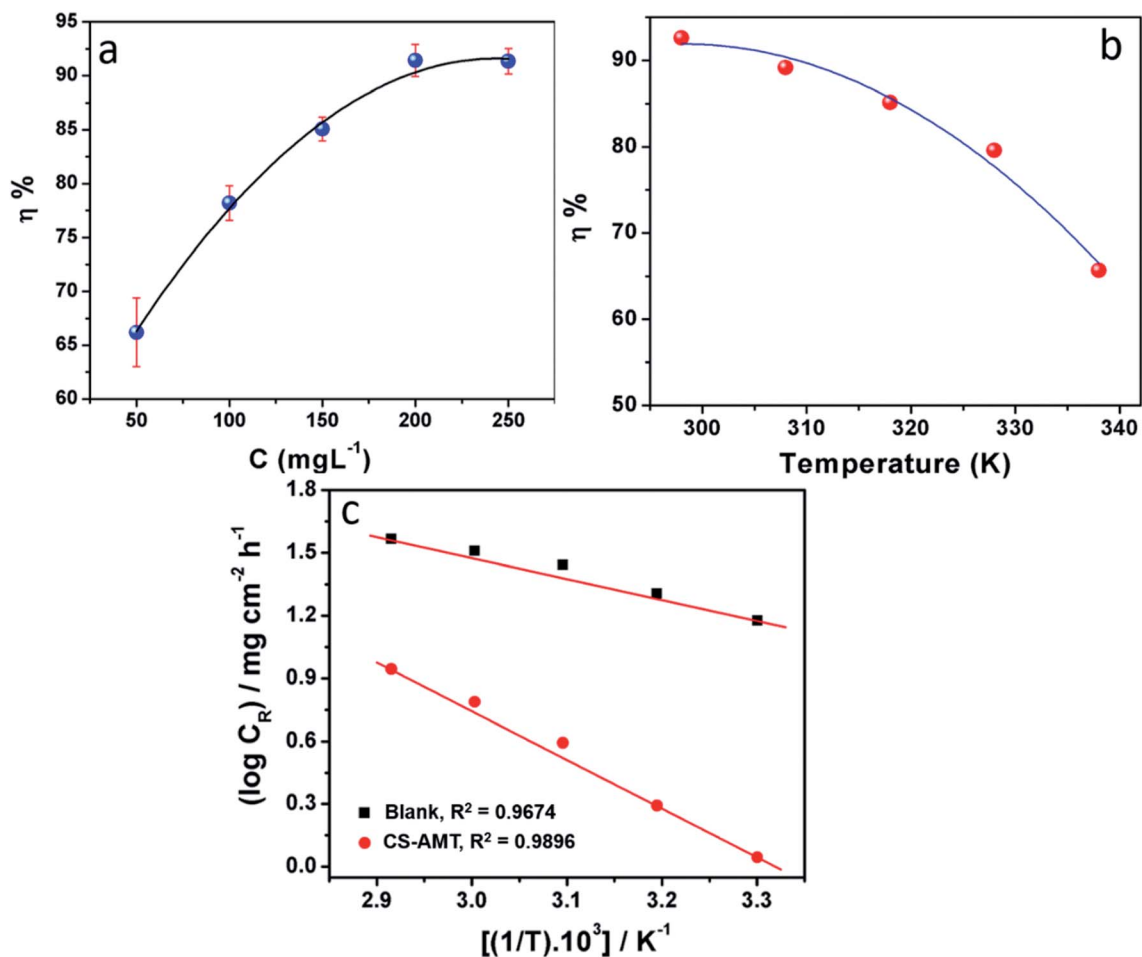 a
95
90
85
80
75
70
65
60
η %
50 100 150 200 250
C (mgL⁻¹)
b
90
80
70
60
50
η %
300 310 320 330 340
Temperature (K)
c
1.8
1.5
1.2
0.9
0.6
0.3
0.0
(log C_R) / mg cm⁻² h⁻¹
Blank, R² = 0.9674
CS-AMT, R² = 0.9896
2.9 3.0 3.1 3.2 3.3
[(1/T).10³] / K⁻¹